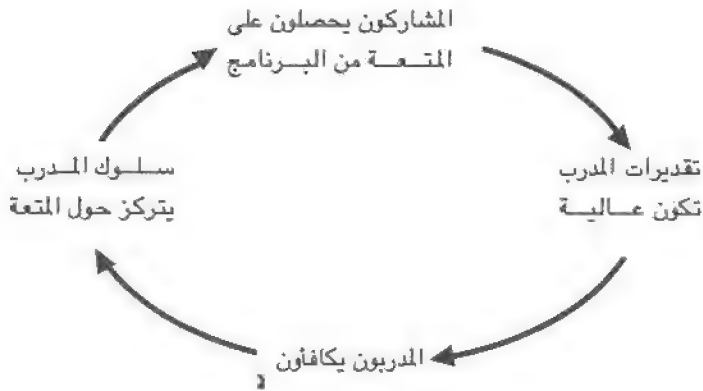 المشاركون يحصلون على
المتعة من البرنامج
تقديرات المدرب
تكون عالية
المدربون يكافأون
سلوك المدرب
يتركز حول المتعة